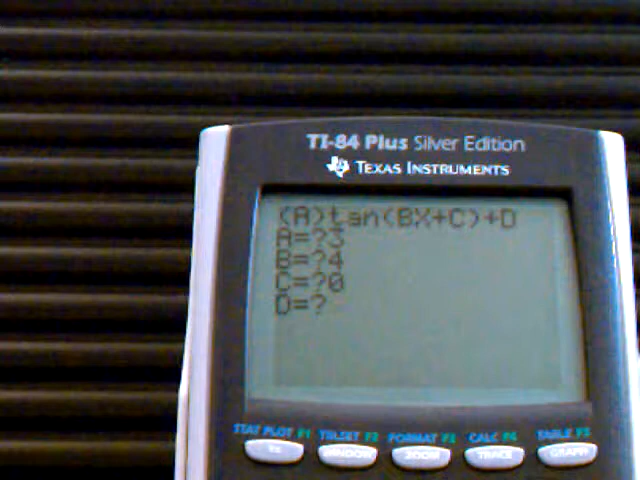 TI-84 Plus Silver Edition
TEXAS INSTRUMENTS
(A)tan(BX+C)+D
A=?3
B=?4
C=?0
D=?
STAT PLOT F1 TBLSET F2 FORMAT F3 CALC F4 TABLE F5
Y= WINDOW ZOOM TRACE GRAPH